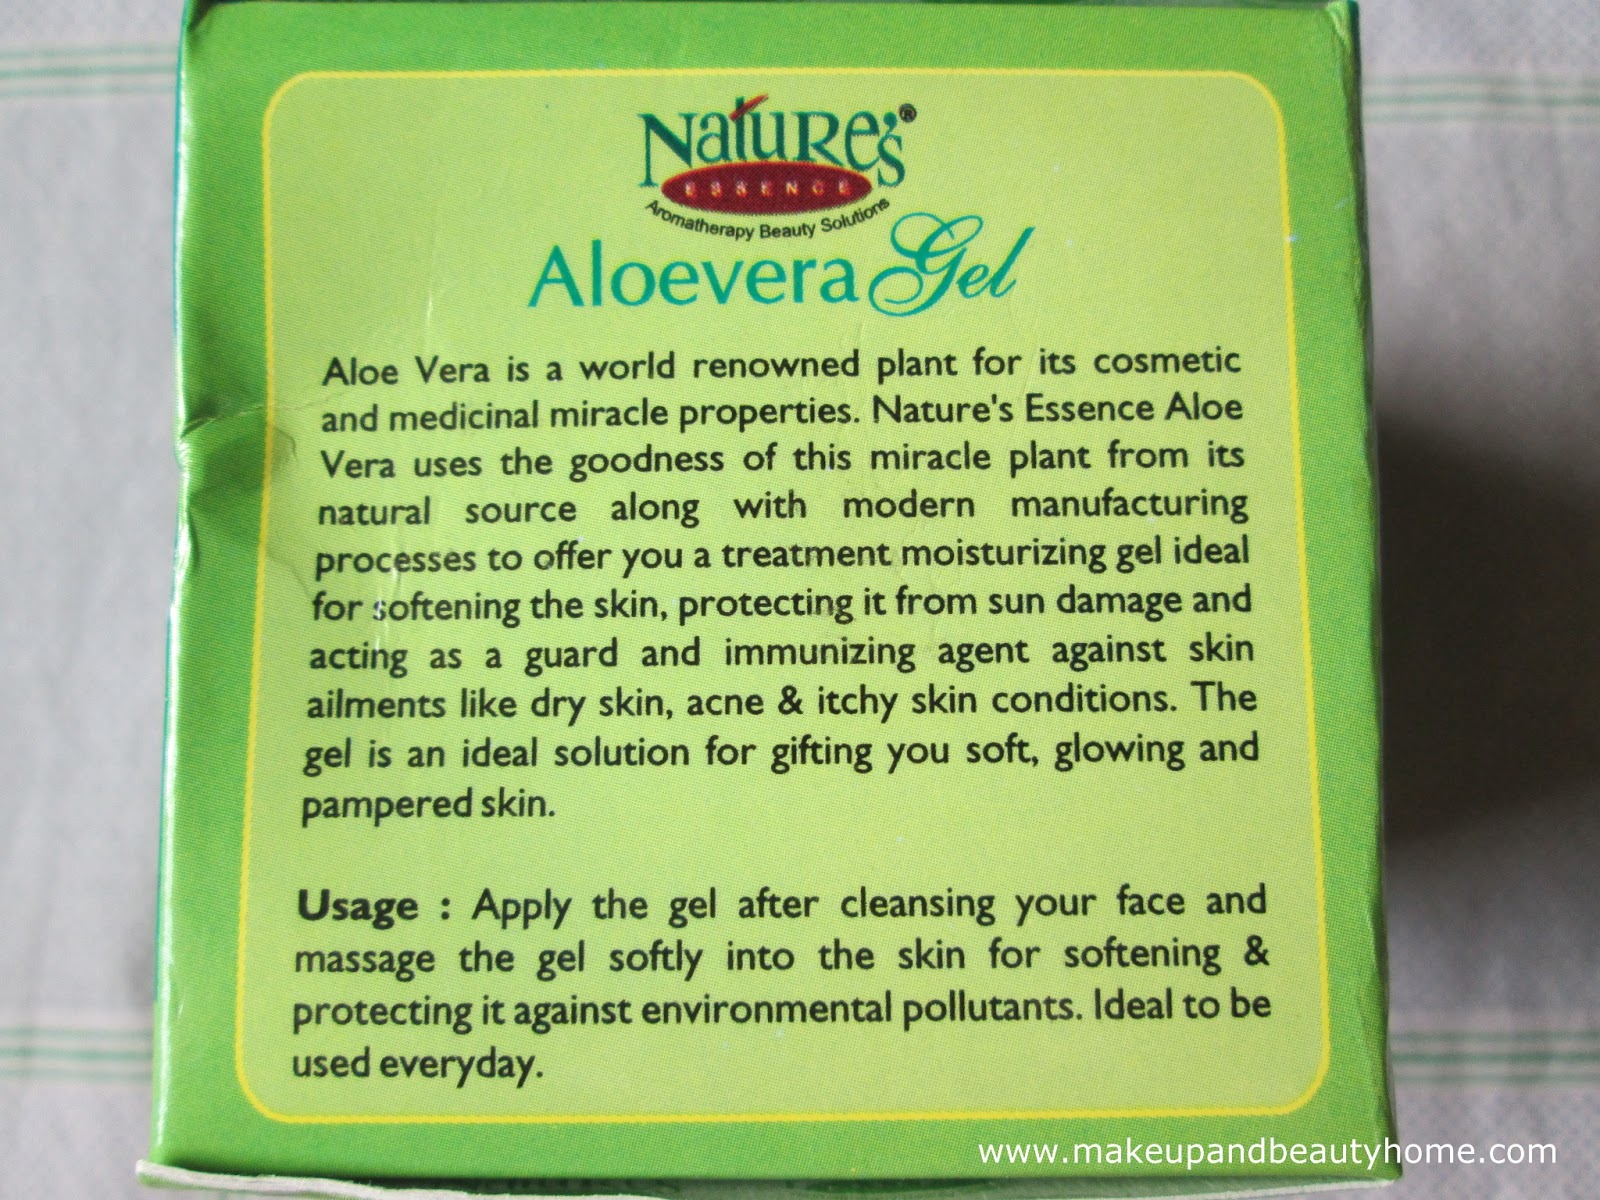 Nature's®
ESSENCE
Aromatherapy Beauty Solutions
Aloevera Gel
Aloe Vera is a world renowned plant for its cosmetic
and medicinal miracle properties. Nature's Essence Aloe
Vera uses the goodness of this miracle plant from its
natural source along with modern manufacturing
processes to offer you a treatment moisturizing gel ideal
for softening the skin, protecting it from sun damage and
acting as a guard and immunizing agent against skin
ailments like dry skin, acne & itchy skin conditions. The
gel is an ideal solution for gifting you soft, glowing and
pampered skin.
Usage : Apply the gel after cleansing your face and
massage the gel softly into the skin for softening &
protecting it against environmental pollutants. Ideal to be
used everyday.
www.makeupandbeautyhome.com